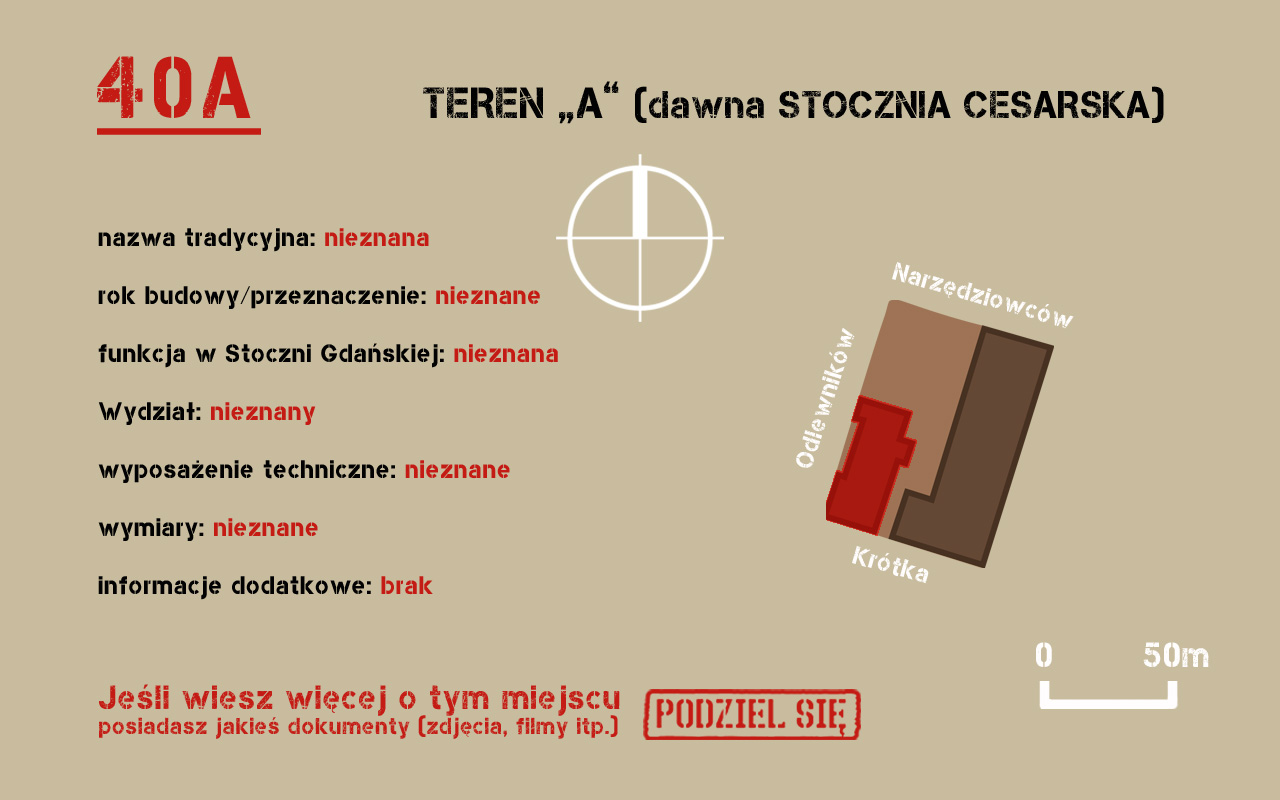 40A
TEREN „A“ (dawna STOCZNIA CESARSKA)
nazwa tradycyjna: nieznana
rok budowy/przeznaczenie: nieznane
funkcja w Stoczni Gdańskiej: nieznana
Wydział: nieznany
wyposażenie techniczne: nieznane
wymiary: nieznane
informacje dodatkowe: brak
Narzędziowców
Odlewników
Krótka
0 50m
Jeśli wiesz więcej o tym miejscu
posiadasz jakieś dokumenty (zdjęcia, filmy itp.)
PODZIEL SIĘ